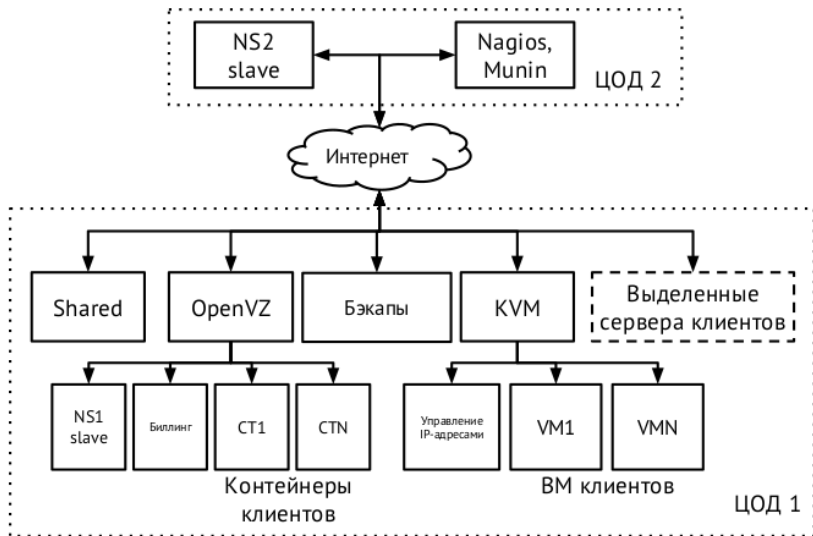 NS2
slave
Nagios,
Munin
ЦОД 2
Интернет
Shared
OpenVZ
Бэкапы
KVM
Выделенные
сервера клиентов
NS1
slave
Биллинг
CT1
CTN
Управление
IP-адресами
VM1
VMN
Контейнеры
клиентов
ВМ клиентов
ЦОД 1